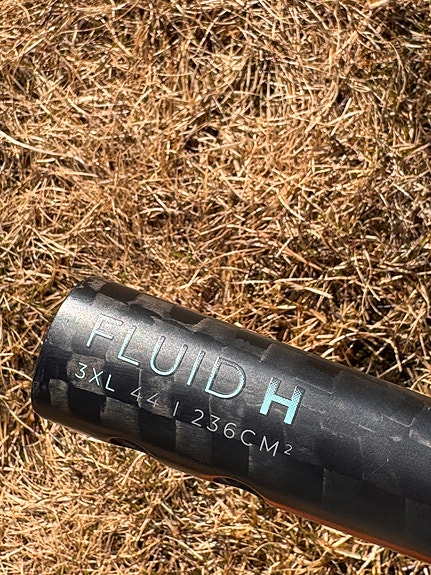 FLUID H
3XL 44 | 236CM²